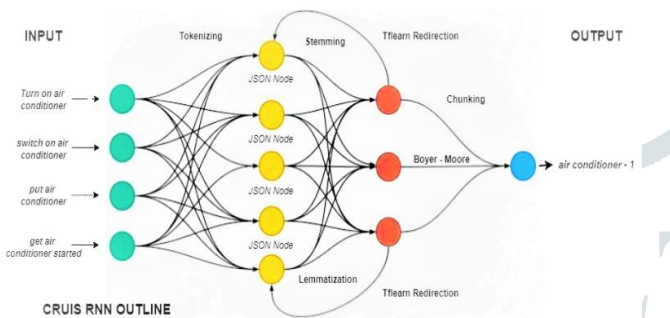 INPUT
Tokenizing
Stemming
Tflearn Redirection
OUTPUT
Turn on air
conditioner
switch on air
conditioner
put air
conditioner
get air
conditioner started
JSON Node
JSON Node
JSON Node
JSON Node
Chunking
Boyer - Moore
air conditioner - 1
Lemmatization
Tflearn Redirection
CRUIS RNN OUTLINE